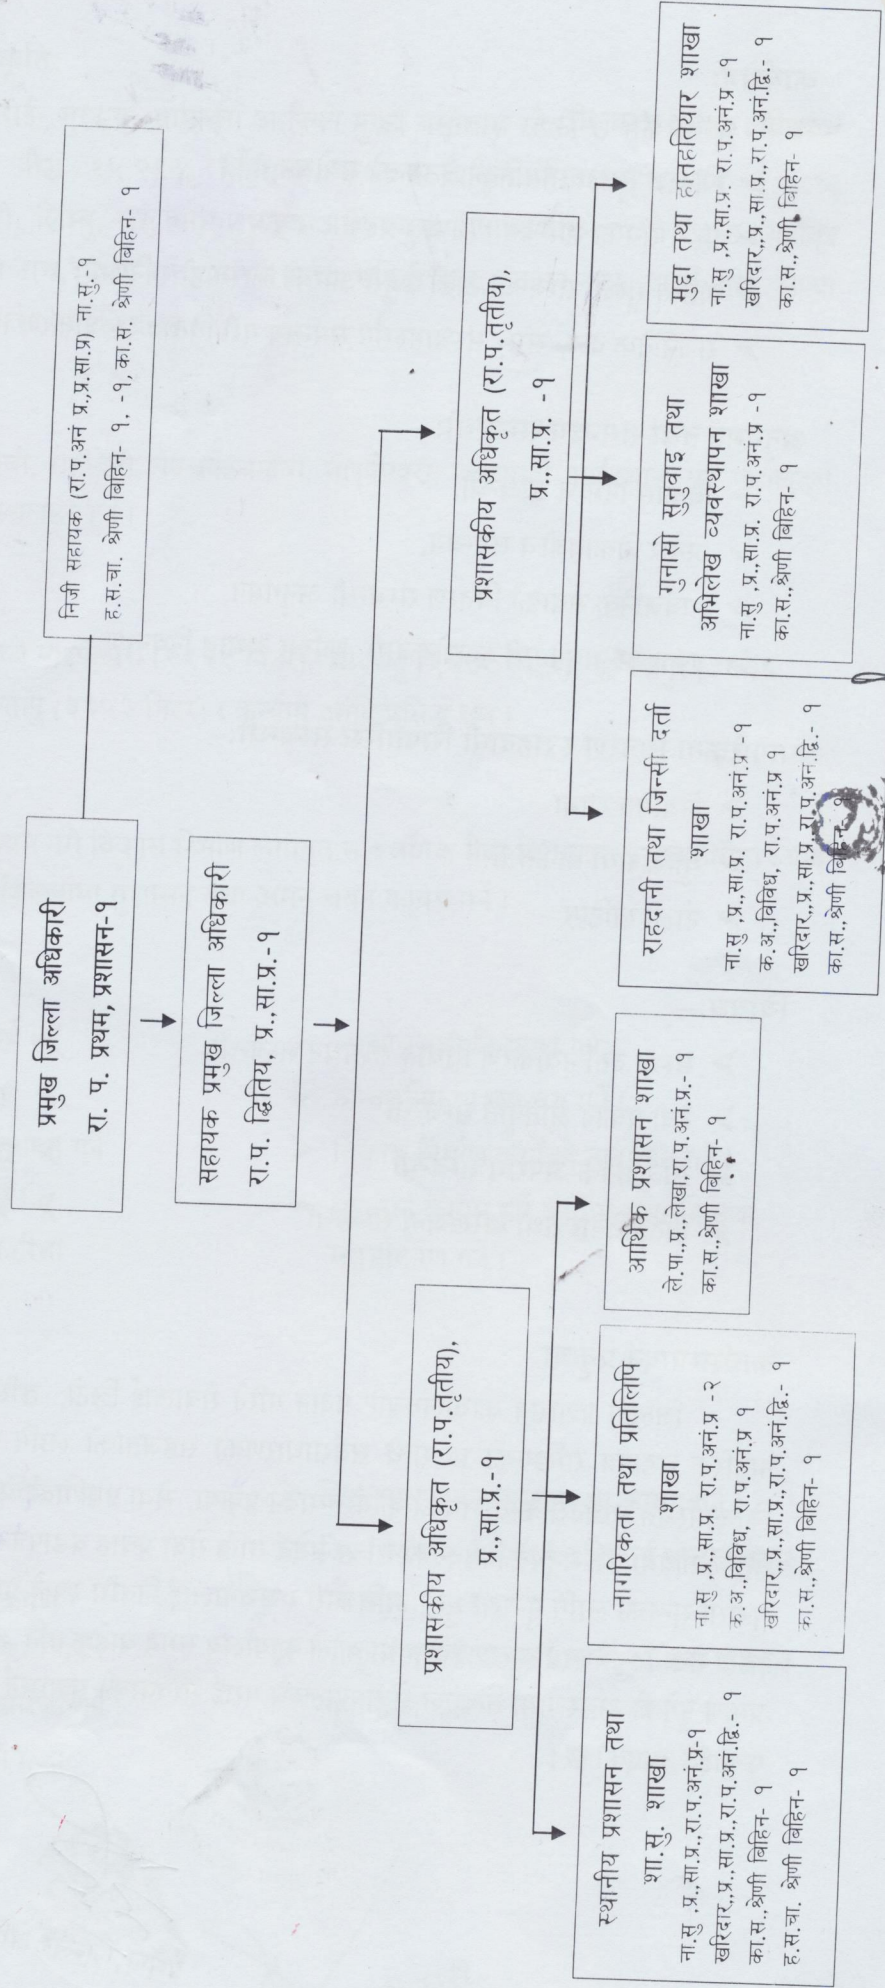 प्रमुख जिल्ला अधिकारी
रा. प. प्रथम, प्रशासन-१
निजी सहायक (रा.प.अनं प्र.,प्र.सा.प्र) ना.सु. १
ह.स.चा. श्रेणी बिहिन- १. -१, का.स. श्रेणी बिहिन- १
सहायक प्रमुख जिल्ला अधिकारी
रा.प. द्धितिय, प्र.,सा.प्र.-१
प्रशासकीय अधिकृत (रा.प.तृतीय),
प्र.,सा.प्र.-१
प्रशासकीय अधिकृत (रा.प.तृतीय),
प्र.,सा.प्र. -१
स्थानीय प्रशासन तथा
शा.सु. शाखा
ना.सु ,प्र.,सा.प्र.,रा.प.अनं.प्र-१
खरिदार,,प्र.,सा.प्र.,रा.प.अनं.द्वि.- १
का.स.,श्रेणी बिहिन- १
ह.स.चा. श्रेणी बिहिन- १
नागरिकता तथा प्रतिलिपि
शाखा
ना.सु ,प्र.,सा.प्र. रा.प.अनं.प्र -२
क.अ.,विविध, रा.प.अनं.प्र १
खरिदार,,प्र.,सा.प्र.,रा.प.अनं.द्वि.- १
का.स.,श्रेणी बिहिन- १
आर्थिक प्रशासन शाखा
ले.पा.,प्र.,लेखा,रा.प.अनं.प्र.- १
का.स.,श्रेणी बिहिन- १
राहदानी तथा जिन्सी दर्ता
शाखा
ना.सु ,प्र.,सा.प्र. रा.प.अनं.प्र -१
क.अ.,विविध, रा.प.अनं.प्र १
खरिदार,,प्र.,सा.प्र.,रा.प.अनं.द्वि.- १
का.स.,श्रेणी बिहिन- १
गुनासो सुनुवाइ तथा
अभिलेख व्यवस्थापन शाखा
ना.सु ,प्र.,सा.प्र. रा.प.अनं.प्र -१
का.स.,श्रेणी बिहिन- १
मुद्दा तथा हातहतियार शाखा
ना.सु ,प्र.,सा.प्र. रा.प.अनं.प्र -१
खरिदार,,प्र.,सा.प्र.,रा.प.अनं.द्वि.- १
का.स.,श्रेणी बिहिन- १